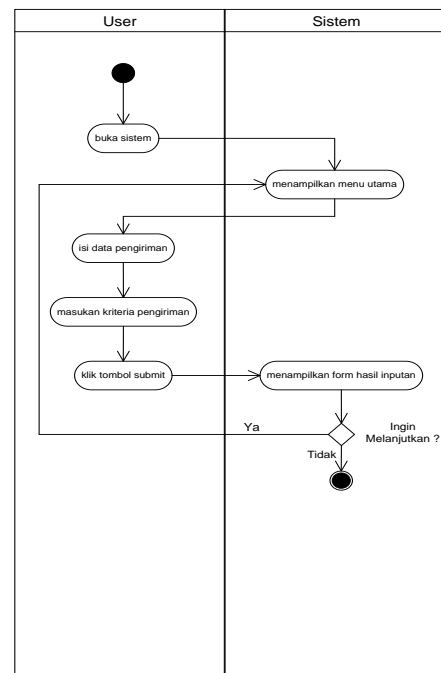 User
Sistem
buka sistem
menampilkan menu utama
isi data pengiriman
masukan kriteria pengiriman
klik tombol submit
menampilkan form hasil inputan
Ya
Ingin
Melanjutkan ?
Tidak